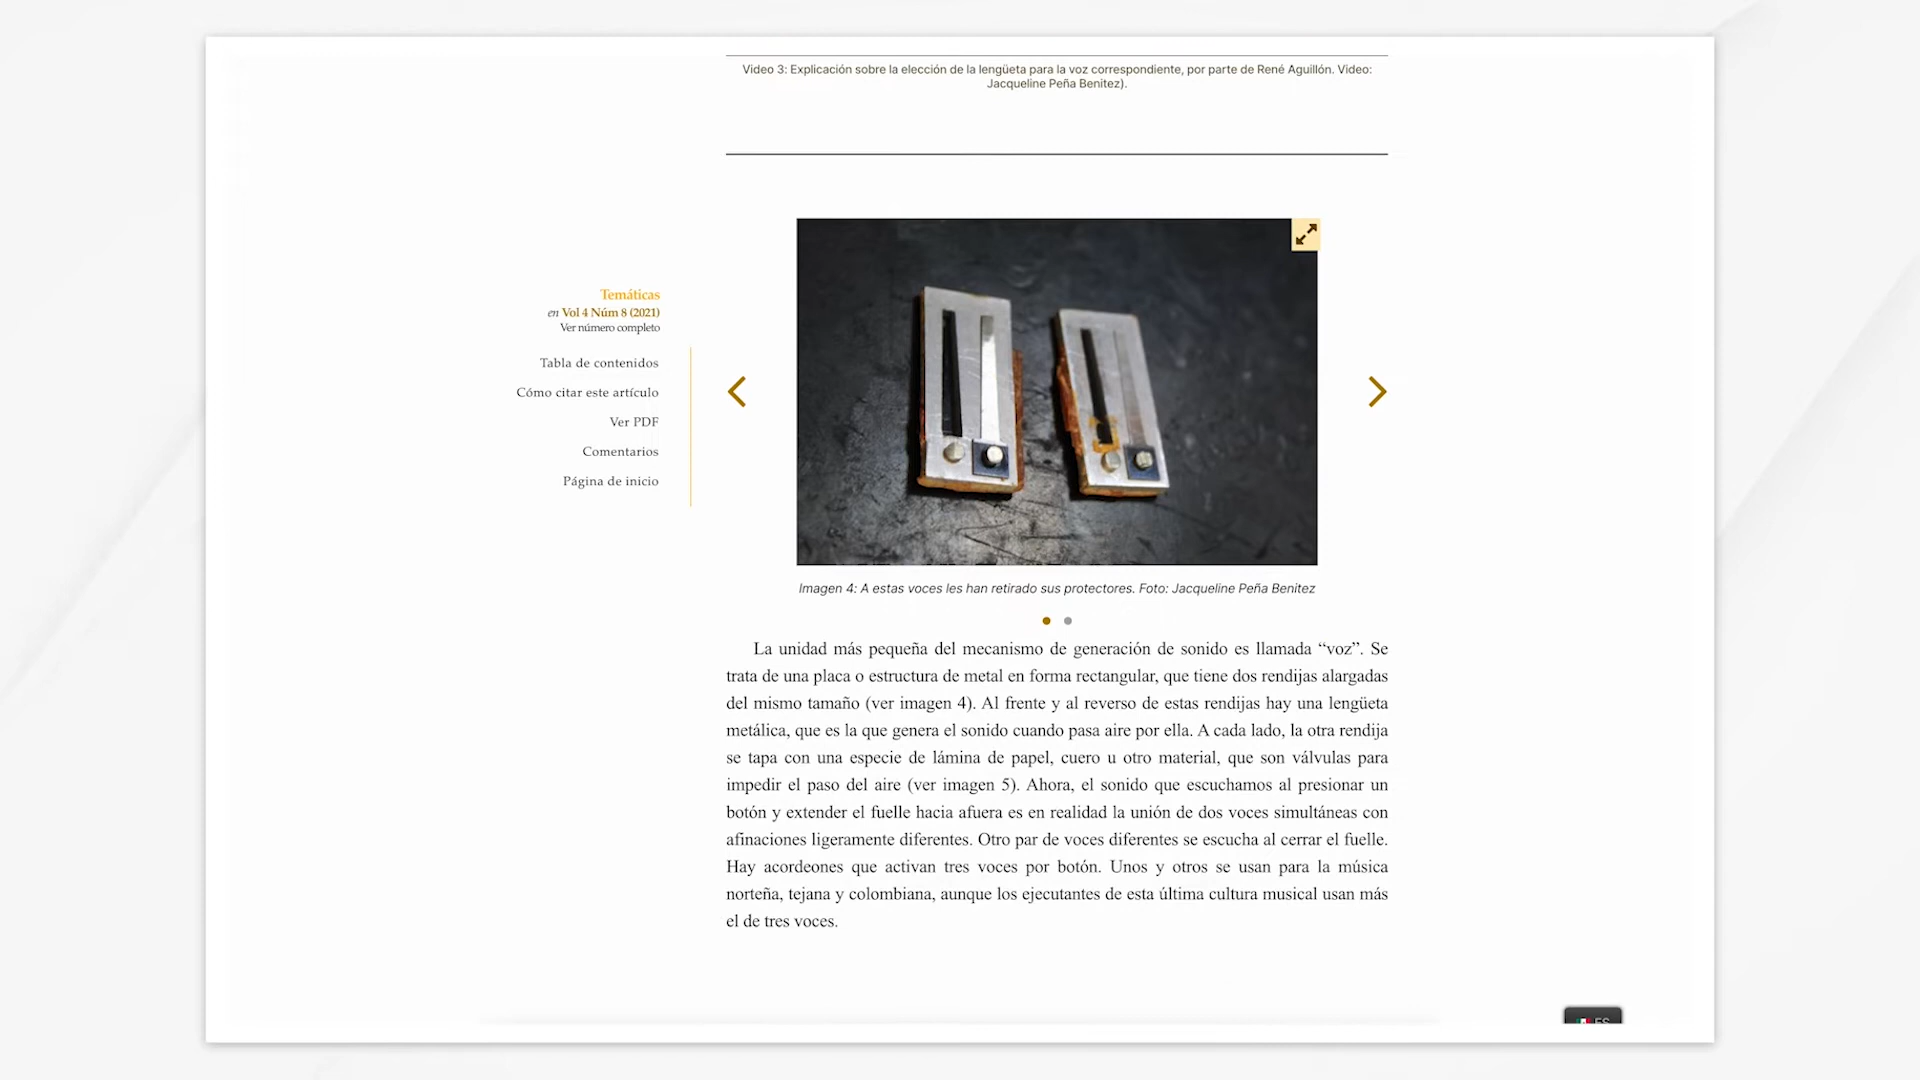 Video 3: Explicación sobre la elección de la lengüeta para la voz correspondiente, por parte de René Aguillón. Video:
Jacqueline Peña Benitez).
Temáticas
en Vol 4 Núm 8 (2021)
Ver número completo
Tabla de contenidos
Cómo citar este artículo
Ver PDF
Comentarios
Página de inicio
Imagen 4: A estas voces les han retirado sus protectores. Foto: Jacqueline Peña Benitez
La unidad más pequeña del mecanismo de generación de sonido es llamada “voz”. Se
trata de una placa o estructura de metal en forma rectangular, que tiene dos rendijas alargadas
del mismo tamaño (ver imagen 4). Al frente y al reverso de estas rendijas hay una lengüeta
metálica, que es la que genera el sonido cuando pasa aire por ella. A cada lado, la otra rendija
se tapa con una especie de lámina de papel, cuero u otro material, que son válvulas para
impedir el paso del aire (ver imagen 5). Ahora, el sonido que escuchamos al presionar un
botón y extender el fuelle hacia afuera es en realidad la unión de dos voces simultáneas con
afinaciones ligeramente diferentes. Otro par de voces diferentes se escucha al cerrar el fuelle.
Hay acordeones que activan tres voces por botón. Unos y otros se usan para la música
norteña, tejana y colombiana, aunque los ejecutantes de esta última cultura musical usan más
el de tres voces.
ES